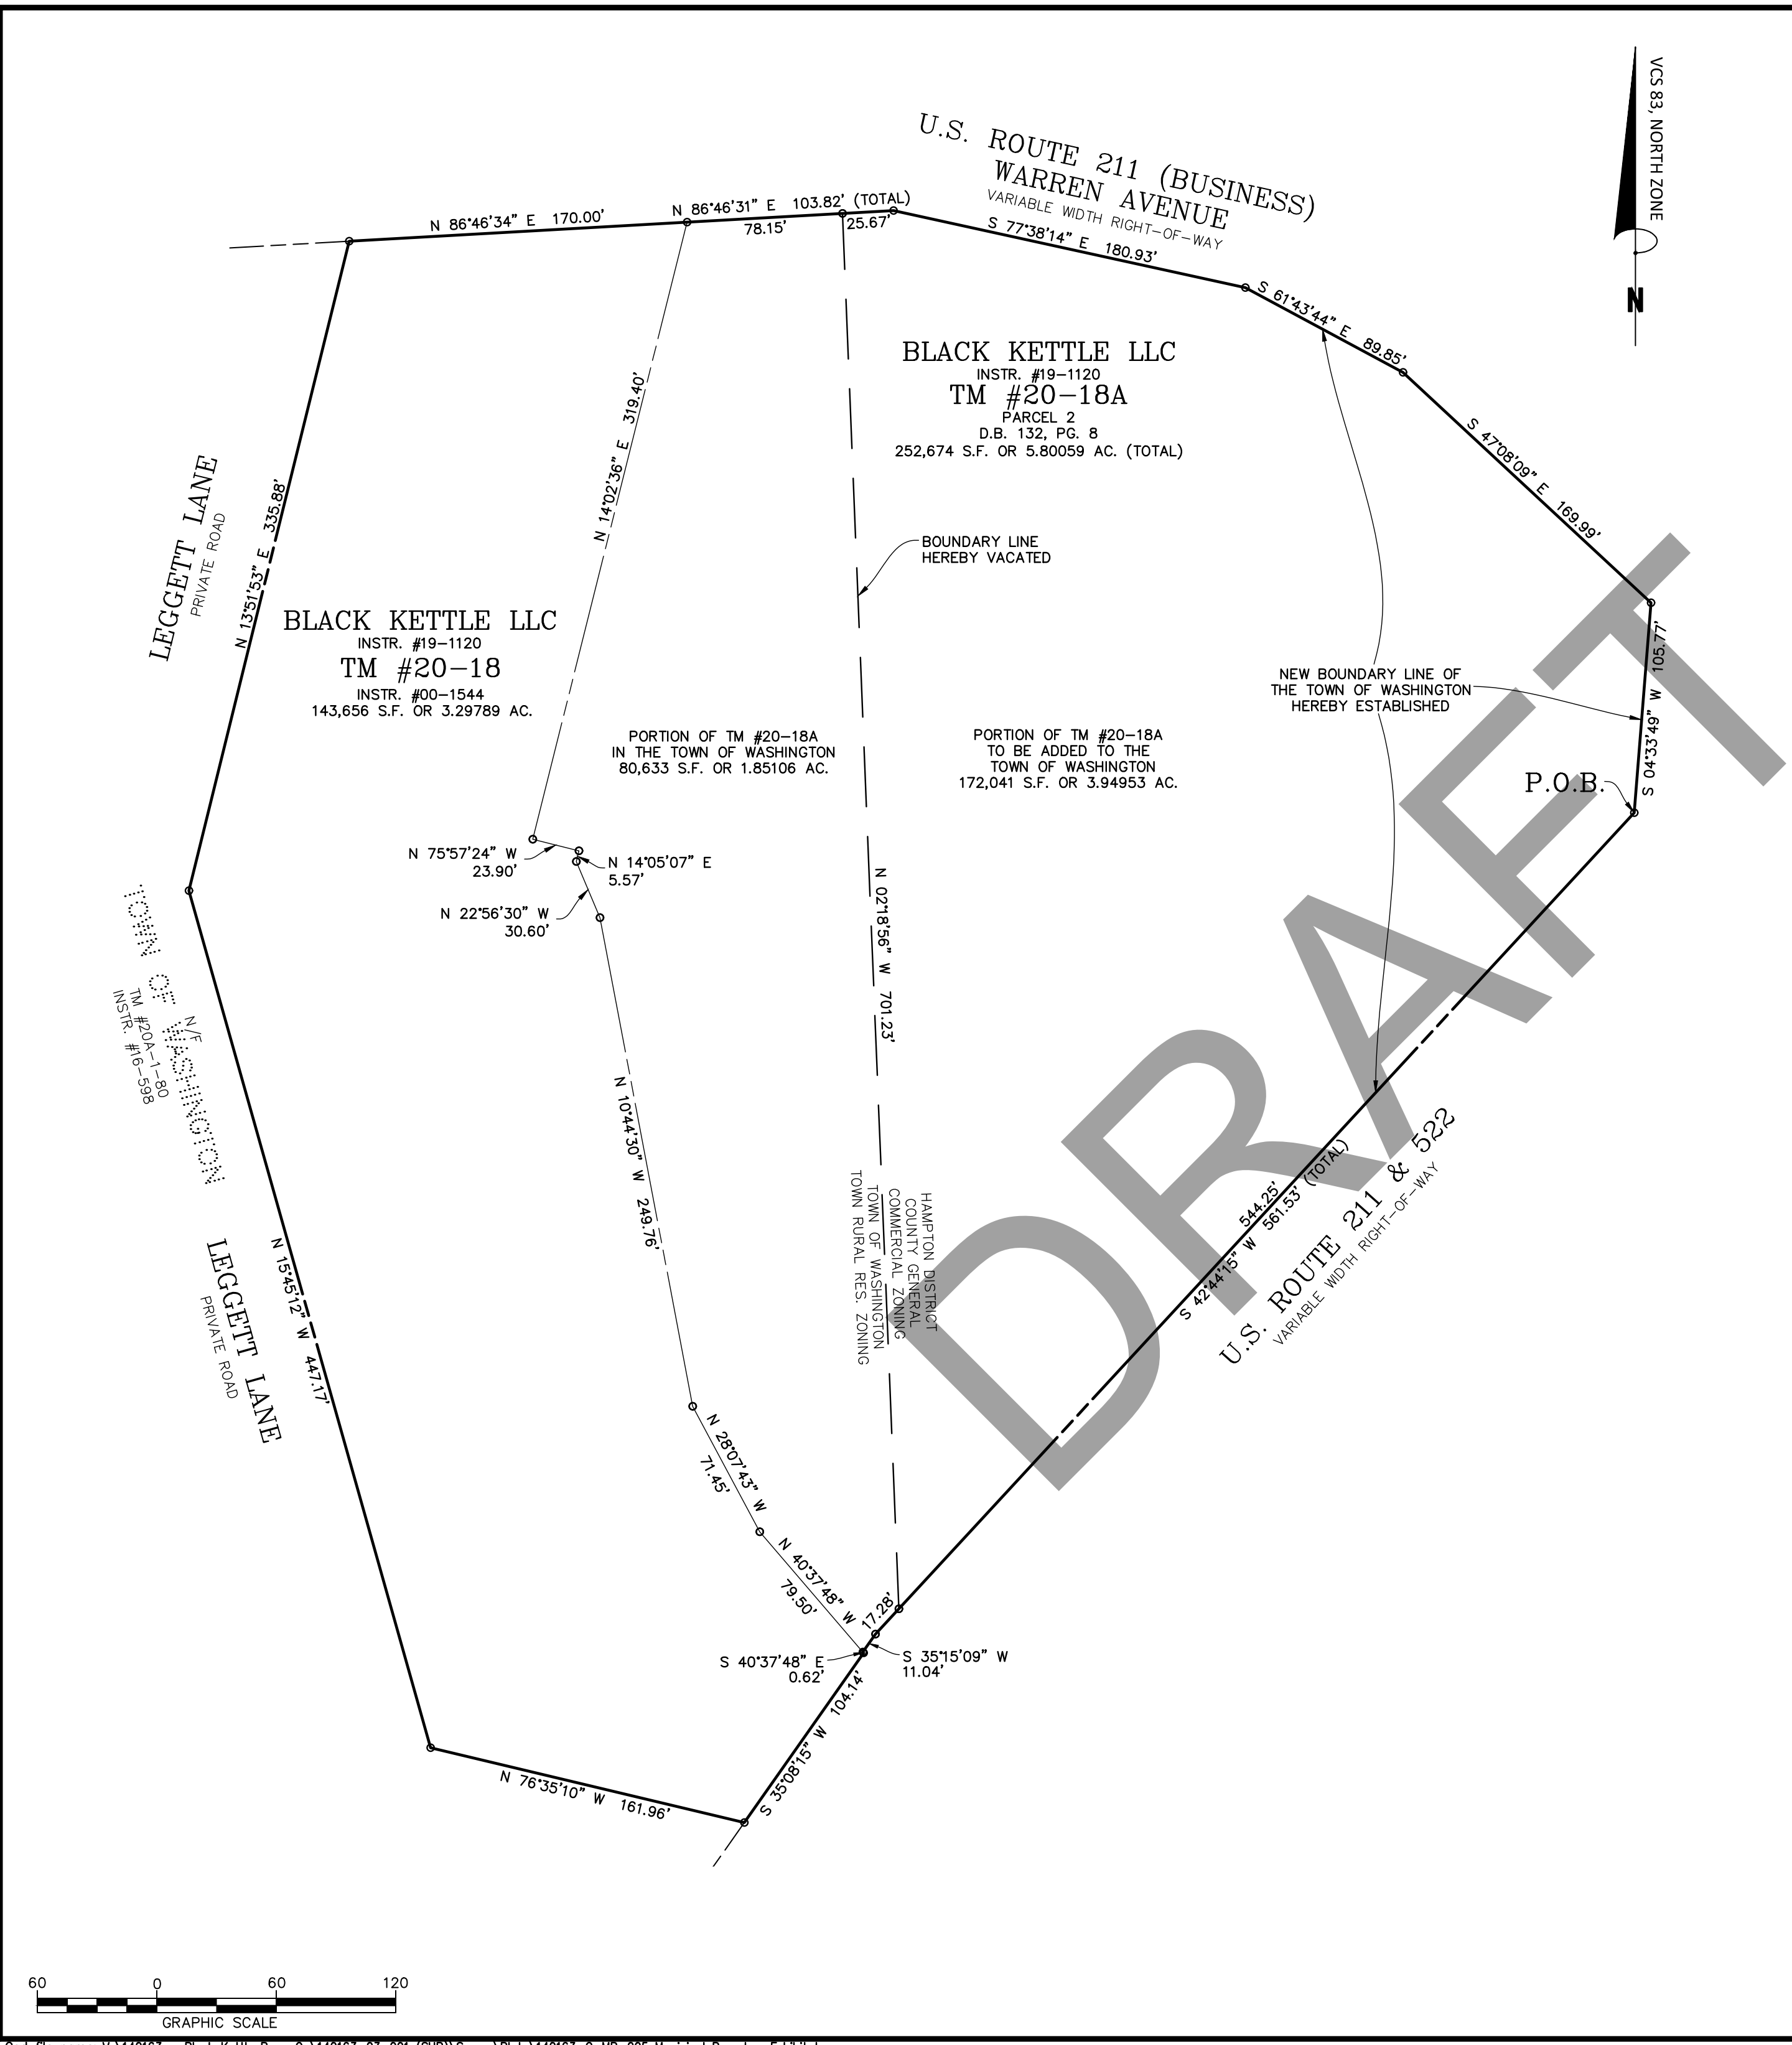 VCS 83, NORTH ZONE
N
U.S. ROUTE 211 (BUSINESS)
WARREN AVENUE
VARIABLE WIDTH RIGHT-OF-WAY
N 86°46'34" E 170.00'
N 86°46'31" E 103.82' (TOTAL)
78.15'
25.67'
S 77°38'14" E 180.93'
S 61°43'44" E 89.85'
S 47°08'09" E 169.99'
S 04°33'49" W 105.77'
BLACK KETTLE LLC
INSTR. #19-1120
TM #20-18A
PARCEL 2
D.B. 132, PG. 8
252,674 S.F. OR 5.80059 AC. (TOTAL)
N 14°02'36" E 319.40'
BOUNDARY LINE
HEREBY VACATED
LEGGETT LANE
PRIVATE ROAD
N 13°51'53" E 335.88'
BLACK KETTLE LLC
INSTR. #19-1120
TM #20-18
INSTR. #00-1544
143,656 S.F. OR 3.29789 AC.
NEW BOUNDARY LINE OF
THE TOWN OF WASHINGTON
HEREBY ESTABLISHED
PORTION OF TM #20-18A
IN THE TOWN OF WASHINGTON
80,633 S.F. OR 1.85106 AC.
PORTION OF TM #20-18A
TO BE ADDED TO THE
TOWN OF WASHINGTON
172,041 S.F. OR 3.94953 AC.
P.O.B.
N 75°57'24" W
23.90'
N 14°05'07" E
5.57'
N 22°56'30" W
30.60'
N 02°18'56" W 701.23'
N/F
TOWN OF WASHINGTON
TM #20A-1-80
INSTR. #16-598
N 10°44'30" W 249.76'
HAMPTON DISTRICT
COUNTY GENERAL
COMMERCIAL ZONING
TOWN OF WASHINGTON
TOWN RURAL RES. ZONING
DRAFT
544.25'
S 42°44'15" W 561.53' (TOTAL)
U.S. ROUTE 211 & 522
VARIABLE WIDTH RIGHT-OF-WAY
N 15°45'12" W 447.17'
LEGGETT LANE
PRIVATE ROAD
N 28°07'43" W
71.45'
N 40°37'48" W
79.50'
17.28'
S 40°37'48" E
0.62'
S 35°15'09" W
11.04'
S 35°08'15" W 104.14'
N 76°35'10" W 161.96'
60 0 60 120
GRAPHIC SCALE